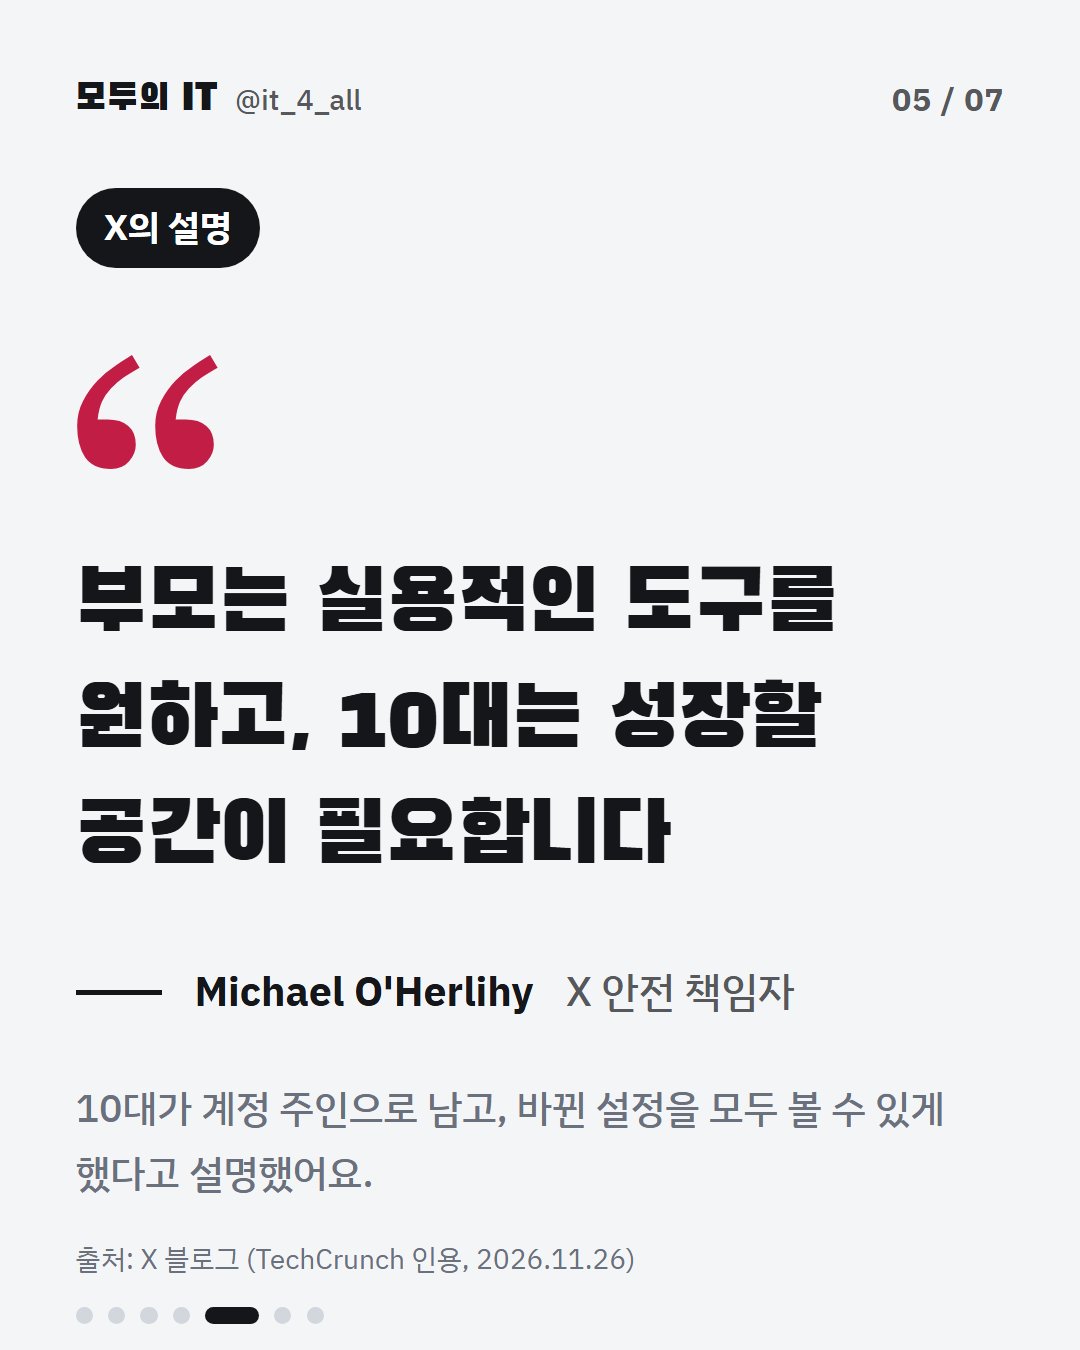 모두의 IT @it_4_all 05 / 07
X의 설명
“
부모는 실용적인 도구를
원하고, 10대는 성장할
공간이 필요합니다
Michael O'Herlihy X 안전 책임자
10대가 계정 주인으로 남고, 바뀐 설정을 모두 볼 수 있게
했다고 설명했어요.
출처: X 블로그 (TechCrunch 인용, 2026.11.26)